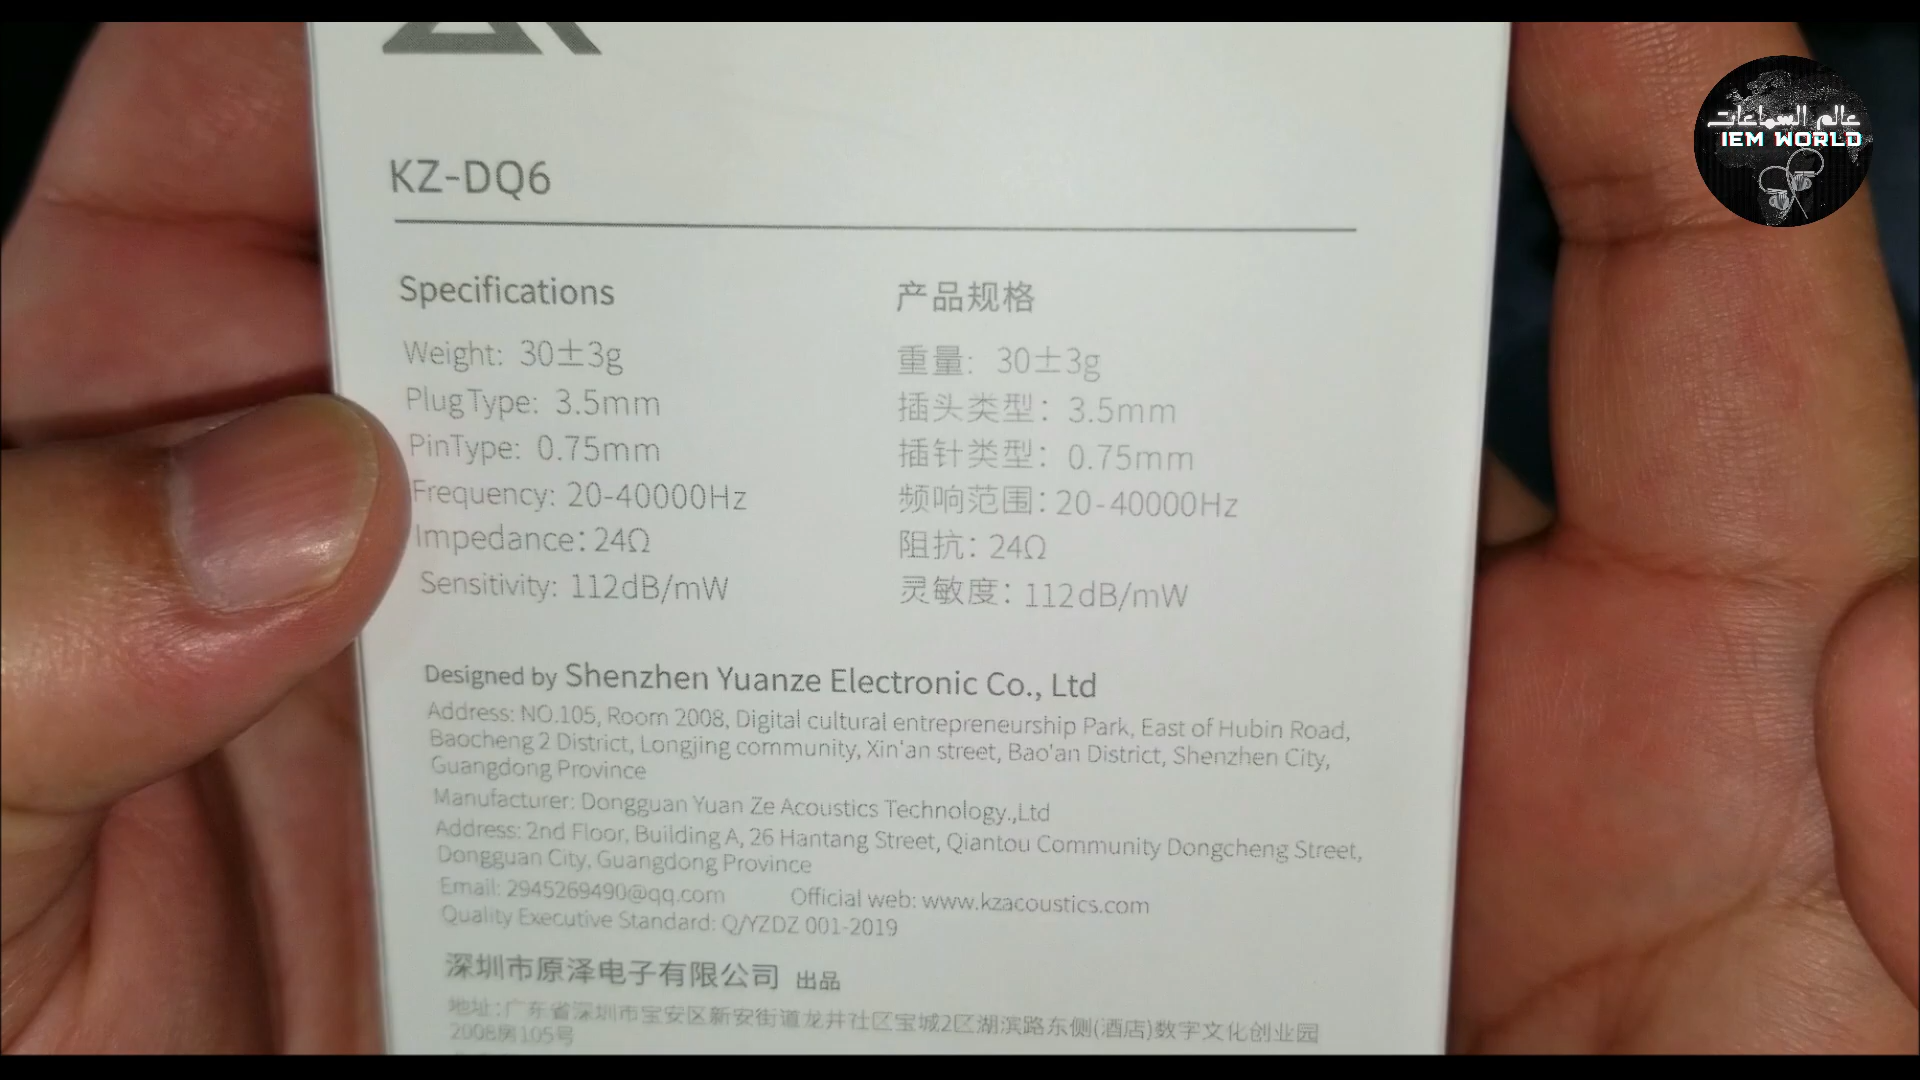 عالم السماعات
IEM WORLD
KZ-DQ6
Specifications
Weight: 30±3g
PlugType: 3.5mm
PinType: 0.75mm
Frequency: 20-40000Hz
Impedance: 24Ω
Sensitivity: 112dB/mW
产品规格
重量: 30±3g
插头类型: 3.5mm
插针类型: 0.75mm
频响范围: 20-40000Hz
阻抗: 24Ω
灵敏度: 112dB/mW
Designed by Shenzhen Yuanze Electronic Co., Ltd
Address: NO.105, Room 2008, Digital cultural entrepreneurship Park, East of Hubin Road,
Baocheng 2 District, Longjing community, Xin'an street, Bao'an District, Shenzhen City,
Guangdong Province
Manufacturer: Dongguan Yuan Ze Acoustics Technology.,Ltd
Address: 2nd Floor, Building A, 26 Hantang Street, Qiantou Community Dongcheng Street,
Dongguan City, Guangdong Province
Email: 2945269490@qq.com Official web: www.kzacoustics.com
Quality Executive Standard: Q/YZDZ 001-2019
深圳市原泽电子有限公司 出品
地址:广东省深圳市宝安区新安街道龙井社区宝城2区湖滨路东侧(酒店)数字文化创业园
2008房105号